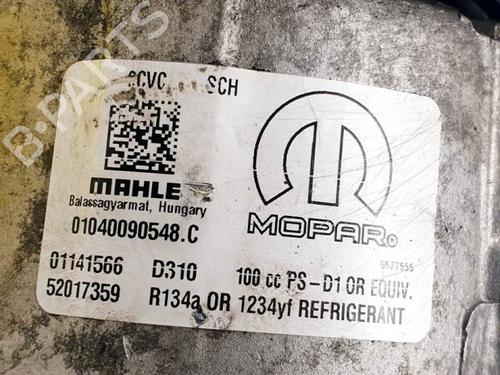 B-PARTS
SCH
MAHLE
Balassagyarmat, Hungary
01040090548.C
MOPAR®
01141566 D310 100 cc PS-D1 OR EQUIV.
52017359 R134a OR 1234yf REFRIGERANT